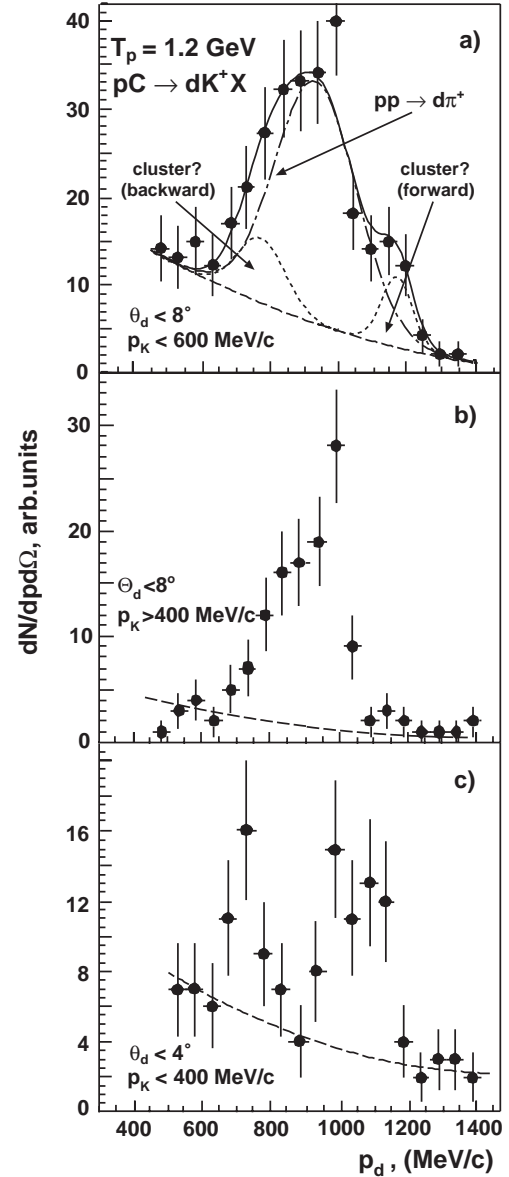 40
T_p = 1.2 GeV
a)
pC → dK⁺X
pp → dπ⁺
30
cluster?
(backward)
cluster?
(forward)
20
10
θ_d < 8°
p_K < 600 MeV/c
0
dN/dpdΩ, arb.units
b)
30
20
Θ_d <8°
p_K >400 MeV/c
10
0
c)
16
12
8
4
θ_d < 4°
p_K < 400 MeV/c
0
400 600 800 1000 1200 1400
p_d , (MeV/c)